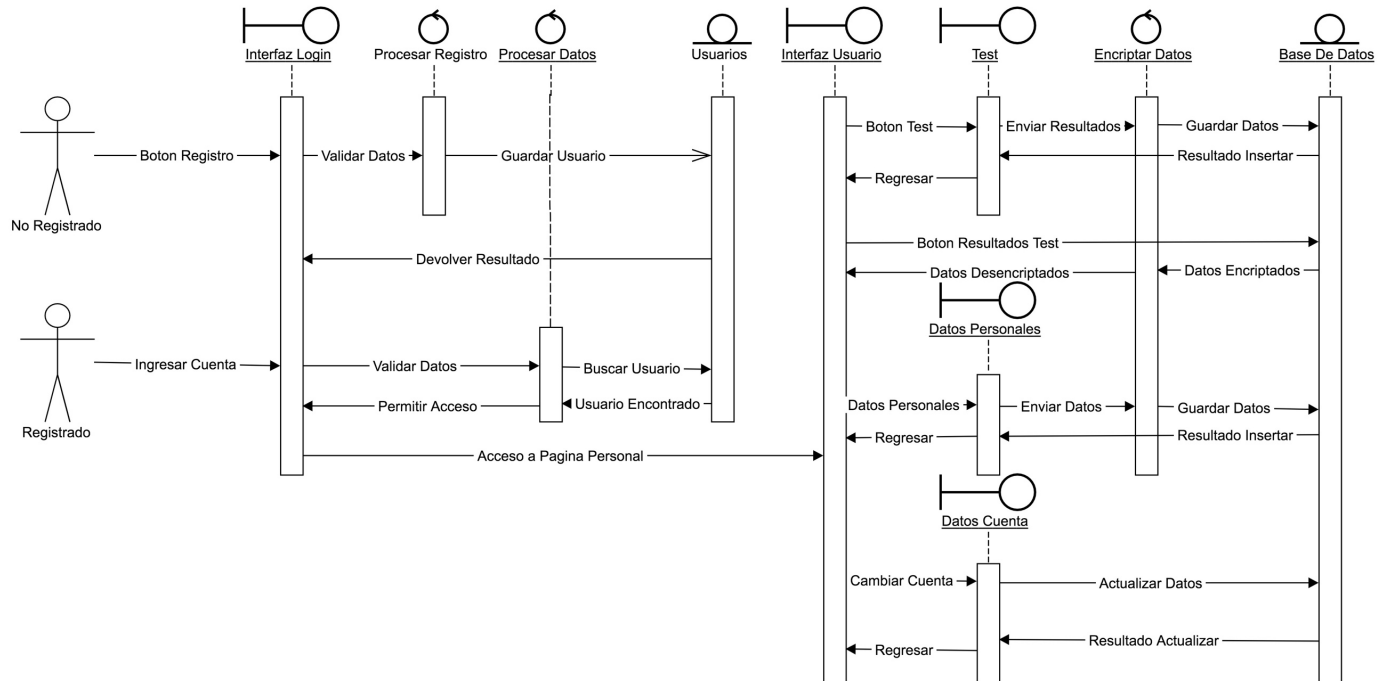 Interfaz Login
Procesar Registro
Procesar Datos
Usuarios
Interfaz Usuario
Test
Encriptar Datos
Base De Datos
Boton Test
Enviar Resultados
Guardar Datos
Boton Registro
Validar Datos
Guardar Usuario
Resultado Insertar
Regresar
No Registrado
Boton Resultados Test
Devolver Resultado
Datos Desencriptados
Datos Encriptados
Datos Personales
Ingresar Cuenta
Validar Datos
Buscar Usuario
Permitir Acceso
Usuario Encontrado
Datos Personales
Enviar Datos
Guardar Datos
Registrado
Regresar
Resultado Insertar
Acceso a Pagina Personal
Datos Cuenta
Cambiar Cuenta
Actualizar Datos
Resultado Actualizar
Regresar